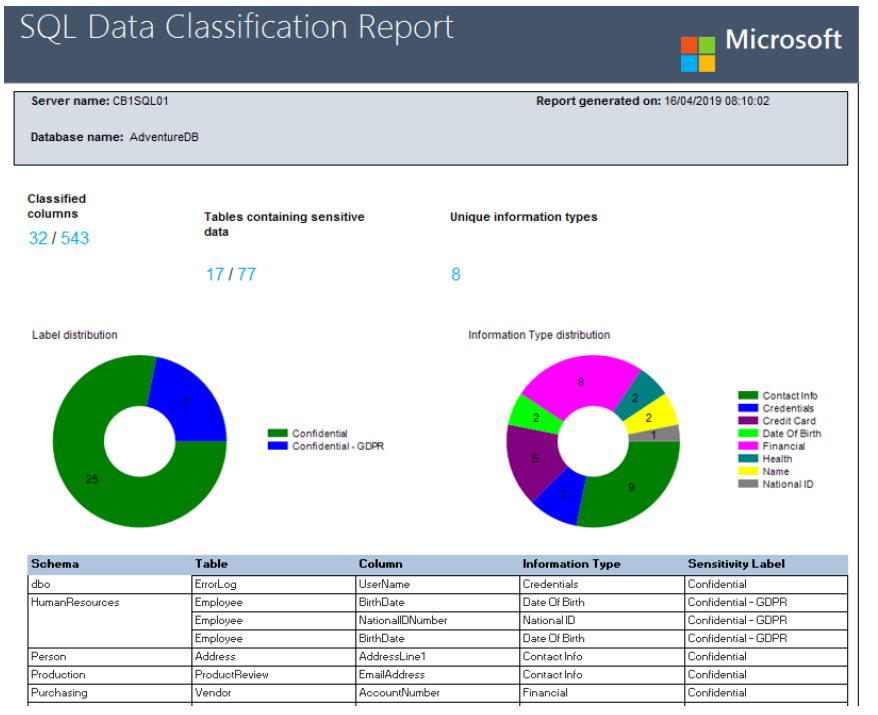 SQL Data Classification Report
Microsoft
Server name: CB1SQL01
Report generated on: 16/04/2019 08:10:02
Database name: AdventureDB
Classified
columns
32 / 543
Tables containing sensitive
data
17 / 77
Unique information types
8
Label distribution
7
25
Confidential
Confidential - GDPR
Information Type distribution
8
2
2
2
1
5
3
9
Contact Info
Credentials
Credit Card
Date Of Birth
Financial
Health
Name
National ID
Schema Table Column Information Type Sensitivity Label
dbo ErrorLog UserName Credentials Confidential
HumanResources Employee BirthDate Date Of Birth Confidential - GDPR
Employee NationalIDNumber National ID Confidential - GDPR
Employee BirthDate Date Of Birth Confidential - GDPR
Person Address AddressLine1 Contact Info Confidential
Production ProductReview EmailAddress Contact Info Confidential
Purchasing Vendor AccountNumber Financial Confidential